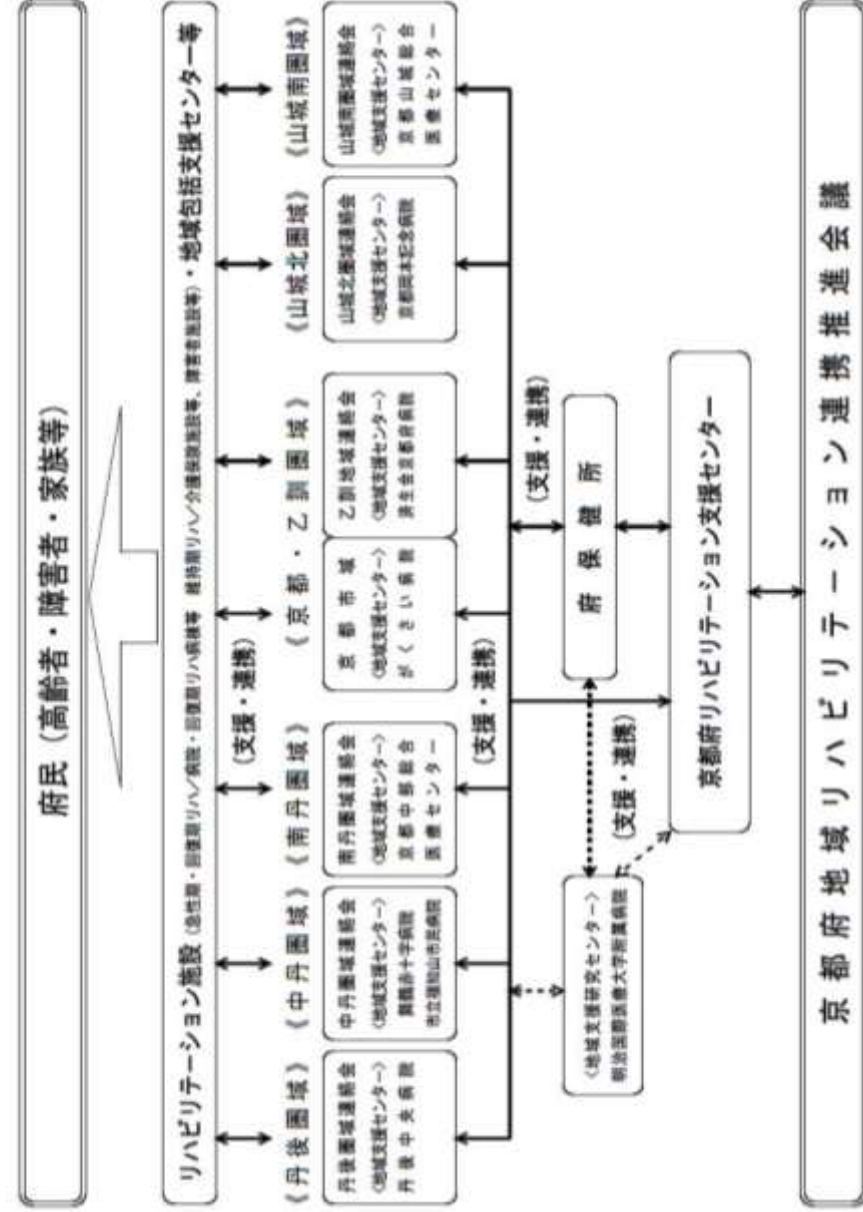 府民(高齢者・障害者・家族等)
リハビリテーション施設(急性期・回復期リハ/病院・回復期リハ病棟等 維持期リハ/介護保険施設等、障害者施設等)・地域包括支援センター等
(支援・連携)
《丹後圏域》
丹後圏域連絡会
<地域支援センター>
丹後中央病院
《中丹圏域》
中丹圏域連絡会
<地域支援センター>
舞鶴赤十字病院
市立福知山市民病院
《南丹圏域》
南丹圏域連絡会
<地域支援センター>
京都中部総合
医療センター
《京都・乙訓圏域》
京都市域
<地域支援センター>
がくさい病院
乙訓地域連絡会
<地域支援センター>
済生会京都府病院
《山城北圏域》
山城北圏域連絡会
<地域支援センター>
京都岡本記念病院
《山城南圏域》
山城南圏域連絡会
<地域支援センター>
京都山城総合
医療センター
(支援・連携)
(支援・連携)
府保健所
<地域支援研究センター>
明治国際医療大学附属病院
(支援・連携)
京都府リハビリテーション支援センター
京都府地域リハビリテーション連携推進会議